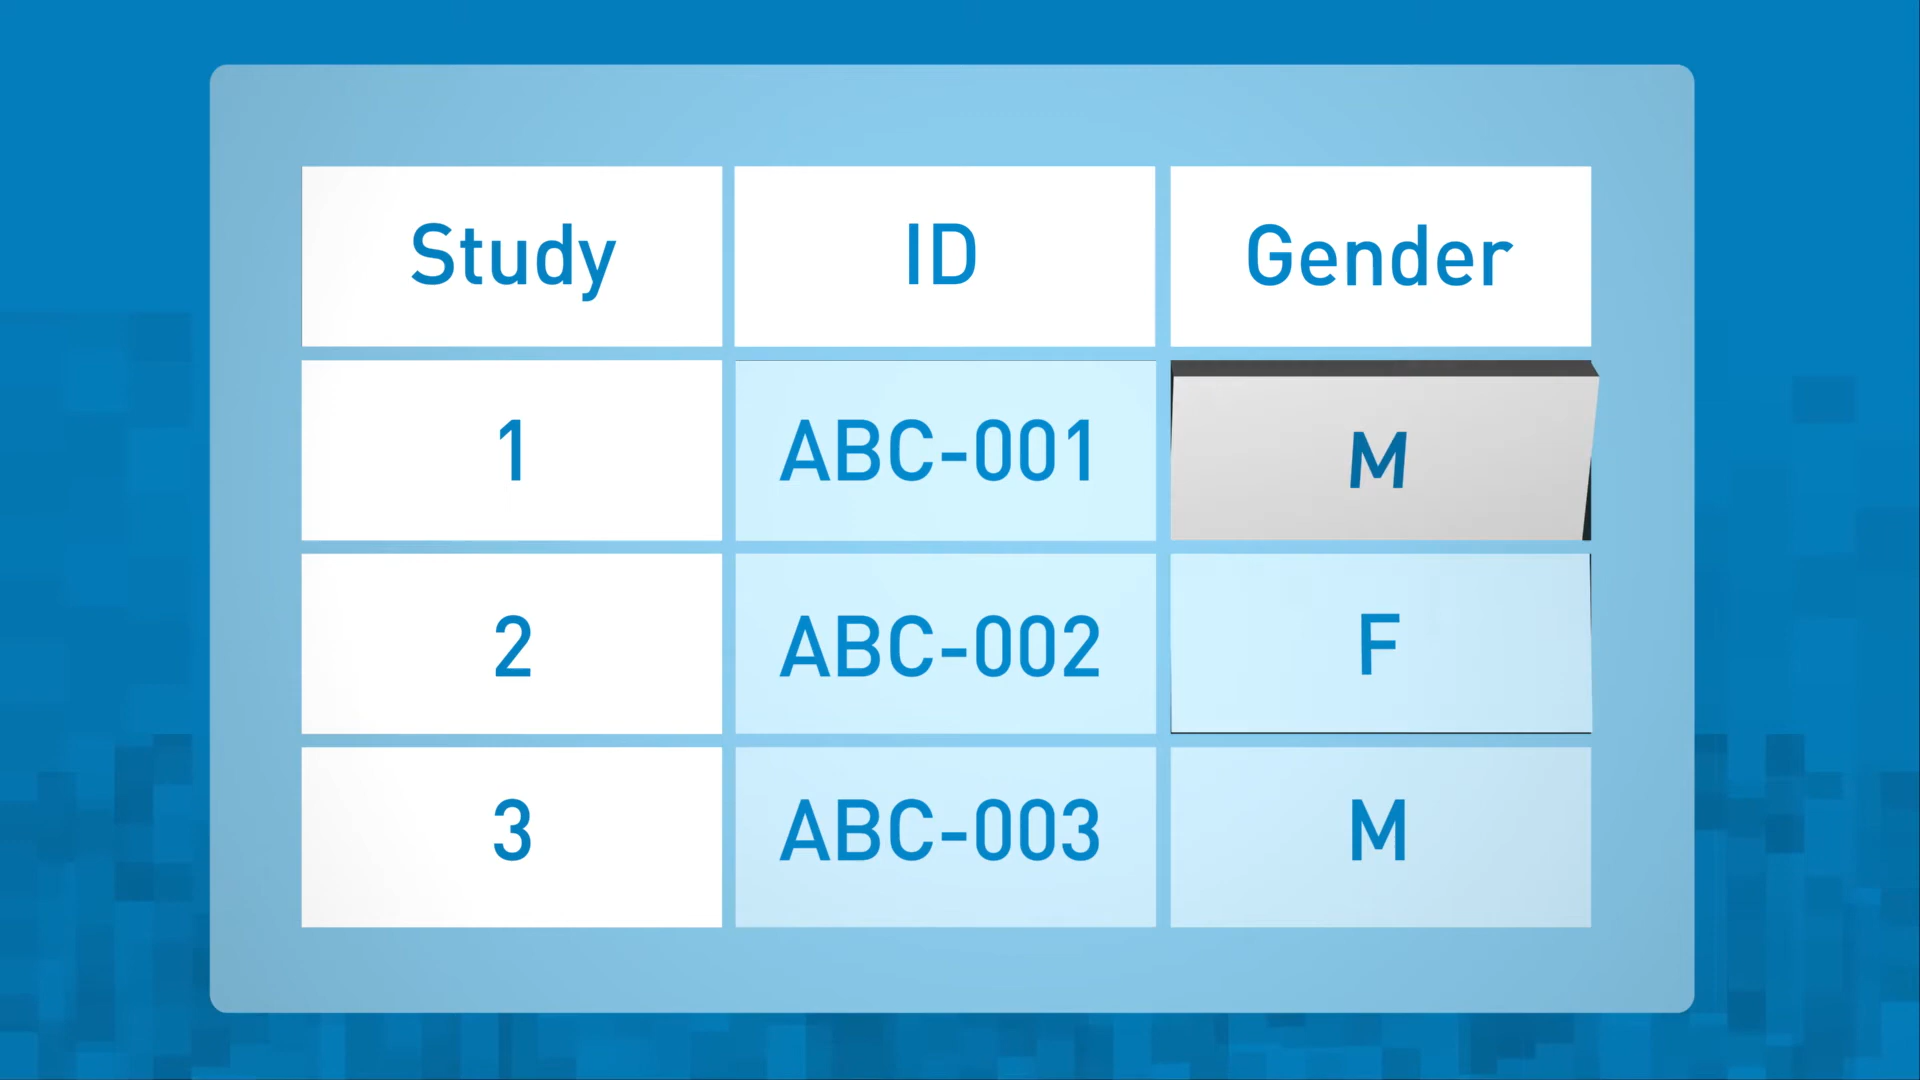 Study ID Gender
1 ABC-001 M
2 ABC-002 F
3 ABC-003 M